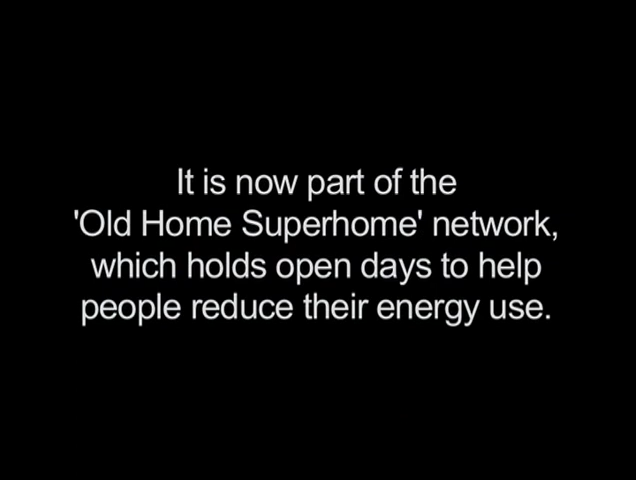 It is now part of the
'Old Home Superhome' network,
which holds open days to help
people reduce their energy use.